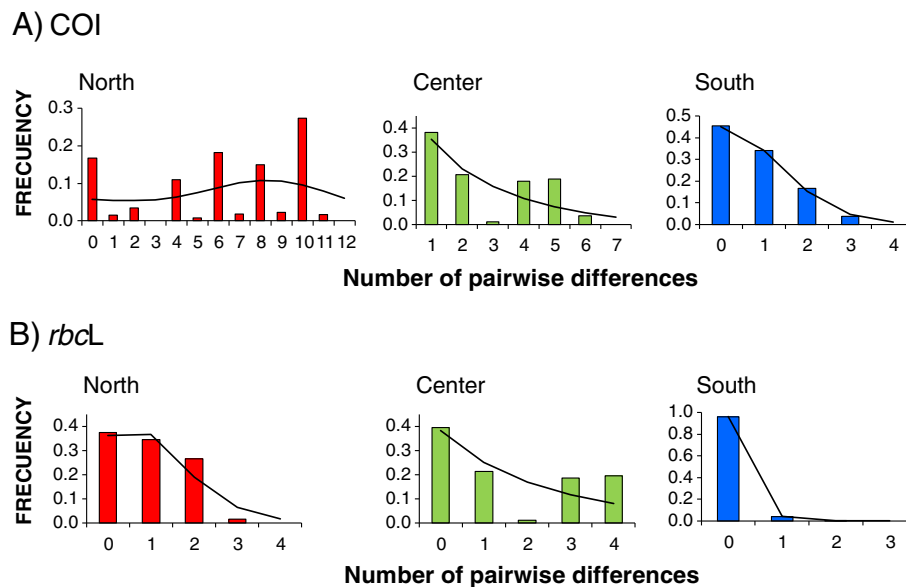 A) COI
North
Center
South
FRECUENCY
0.3
0.2
0.1
0.0
0 1 2 3 4 5 6 7 8 9 10 11 12
0.4
0.3
0.2
0.1
0.0
1 2 3 4 5 6 7
0.5
0.4
0.3
0.2
0.1
0.0
0 1 2 3 4
Number of pairwise differences
B) rbcL
North
Center
South
FRECUENCY
0.4
0.3
0.2
0.1
0.0
0 1 2 3 4
0.4
0.3
0.2
0.1
0.0
0 1 2 3 4
1.0
0.8
0.6
0.4
0.2
0.0
0 1 2 3
Number of pairwise differences